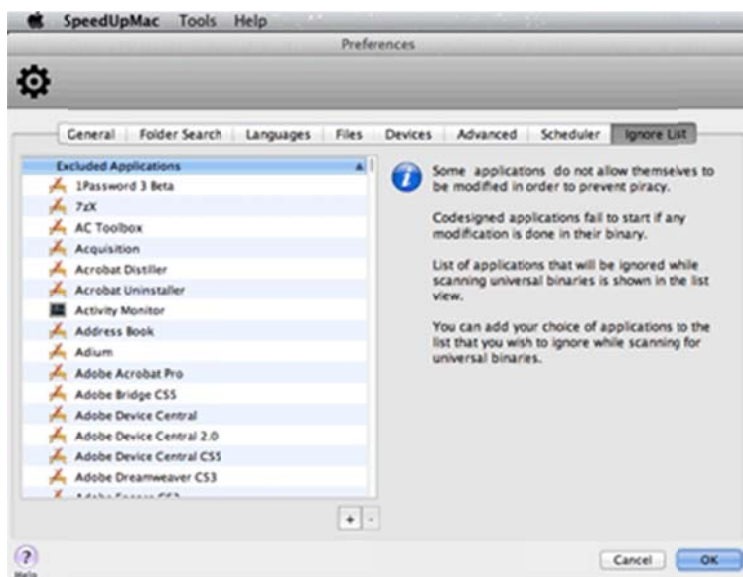 SpeedUpMac Tools Help
Preferences
General Folder Search Languages Files Devices Advanced Scheduler Ignore List
Excluded Applications
1Password 3 Beta
7zX
AC Toolbox
Acquisition
Acrobat Distiller
Acrobat Uninstaller
Activity Monitor
Address Book
Adium
Adobe Acrobat Pro
Adobe Bridge CS5
Adobe Device Central
Adobe Device Central 2.0
Adobe Device Central CS5
Adobe Dreamweaver CS3
Some applications do not allow themselves to
be modified in order to prevent piracy.
Codesigned applications fail to start if any
modification is done in their binary.
List of applications that will be ignored while
scanning universal binaries is shown in the list
view.
You can add your choice of applications to the
list that you wish to ignore while scanning for
universal binaries.
+ -
?
Help
Cancel OK